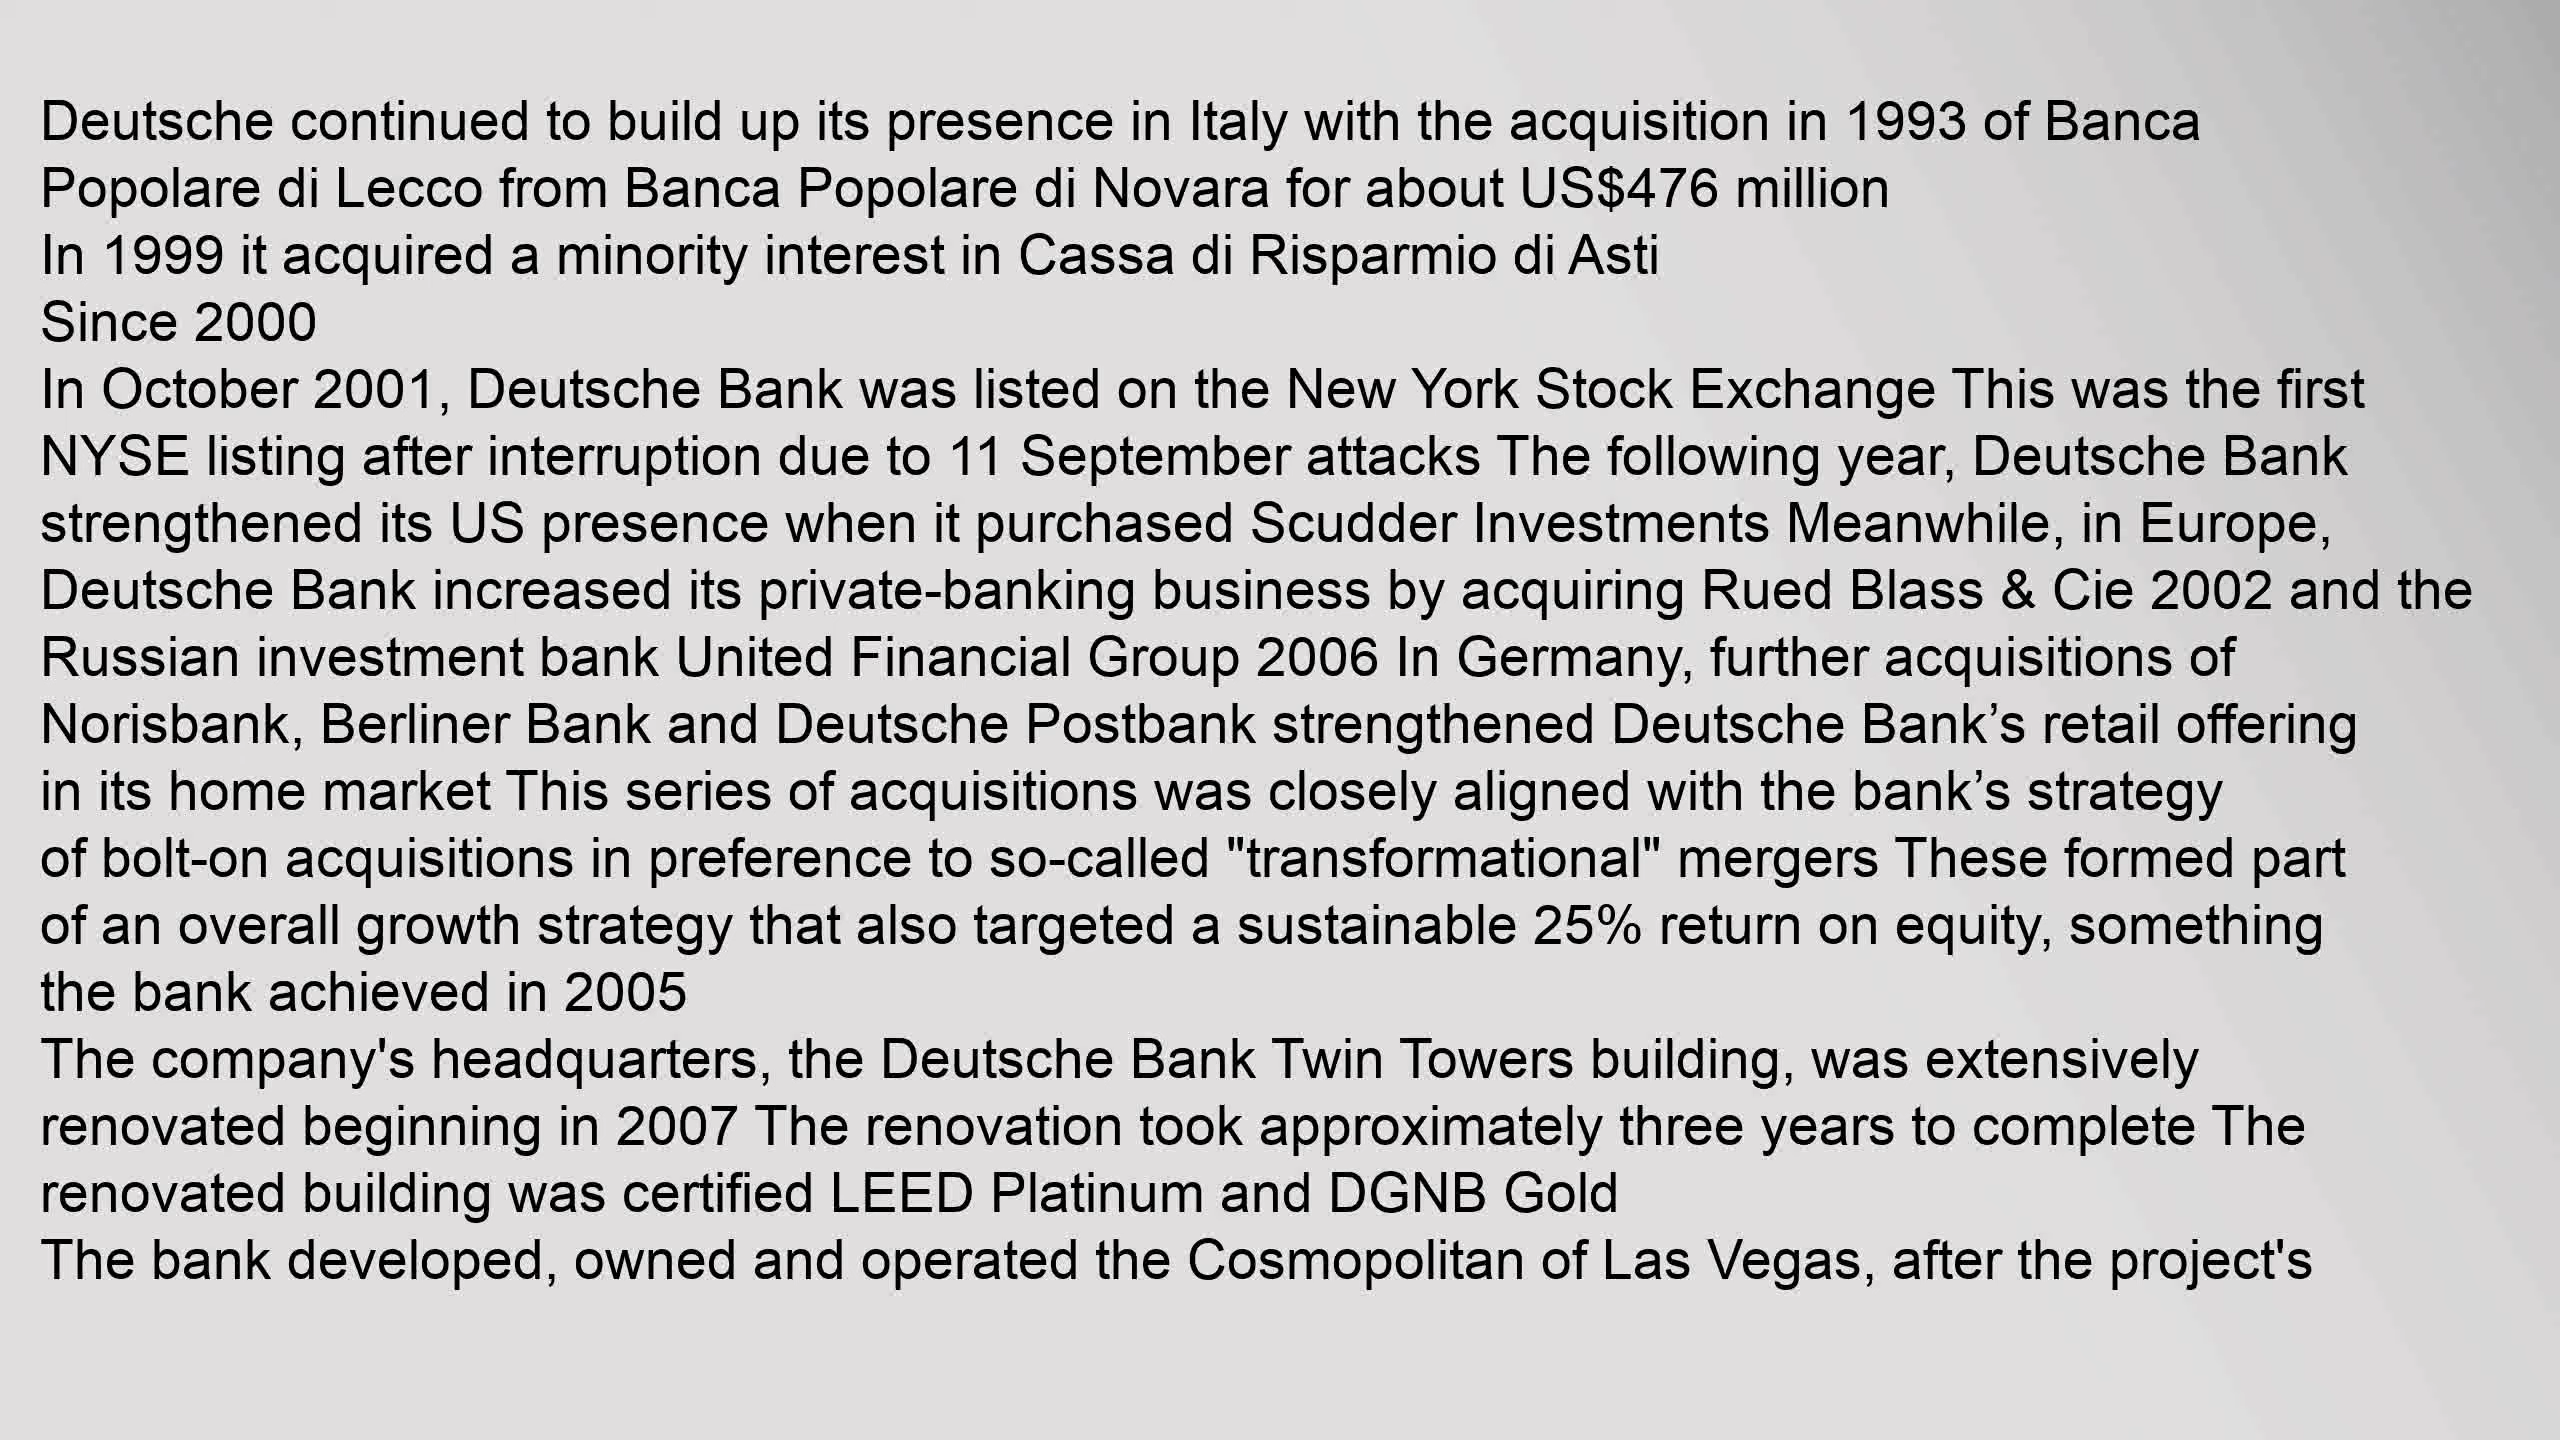 Deutsche continued to build up its presence in Italy with the acquisition in 1993 of Banca
Popolare di Lecco from Banca Popolare di Novara for about US$476 million
In 1999 it acquired a minority interest in Cassa di Risparmio di Asti
Since 2000
In October 2001, Deutsche Bank was listed on the New York Stock Exchange This was the first
NYSE listing after interruption due to 11 September attacks The following year, Deutsche Bank
strengthened its US presence when it purchased Scudder Investments Meanwhile, in Europe,
Deutsche Bank increased its private-banking business by acquiring Rued Blass & Cie 2002 and the
Russian investment bank United Financial Group 2006 In Germany, further acquisitions of
Norisbank, Berliner Bank and Deutsche Postbank strengthened Deutsche Bank’s retail offering
in its home market This series of acquisitions was closely aligned with the bank’s strategy
of bolt-on acquisitions in preference to so-called "transformational" mergers These formed part
of an overall growth strategy that also targeted a sustainable 25% return on equity, something
the bank achieved in 2005
The company's headquarters, the Deutsche Bank Twin Towers building, was extensively
renovated beginning in 2007 The renovation took approximately three years to complete The
renovated building was certified LEED Platinum and DGNB Gold
The bank developed, owned and operated the Cosmopolitan of Las Vegas, after the project's